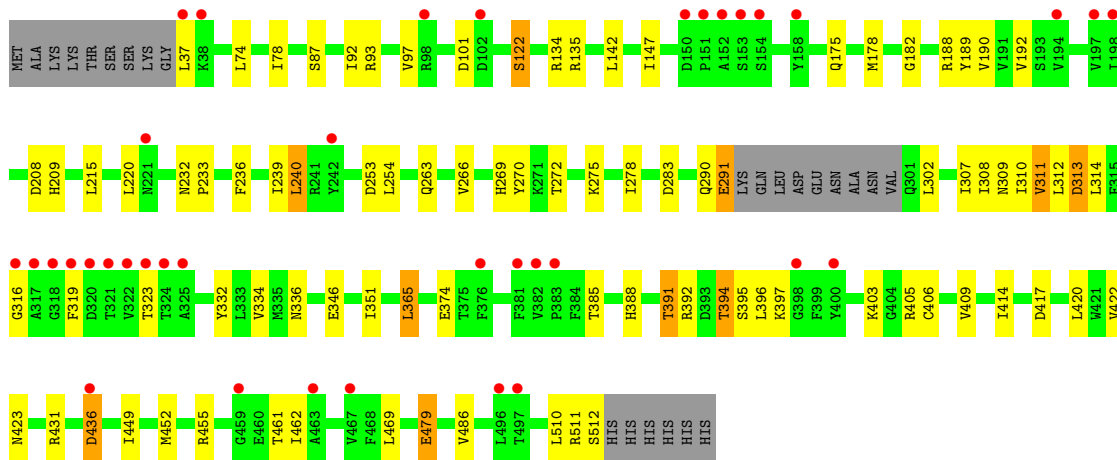 MET ALA LYS LYS THR SER SER LYS GLY L37 K38 L74 I78 S87 I92 R93 V97 R98 D101 D102 S122 R134 R135 L142 I147 D150 P151 A152 S153 S154 Y158 Q175 M178 G182 R188 Y189 V190 V191 V192 S193 V194 V197 I198
D208 H209 L215 L220 N221 N232 P233 F236 I239 L240 R241 Y242 D253 L254 Q263 V266 H269 Y270 K271 T272 K275 I278 D283 Q290 E291 LYS GLN LEU ASP GLU ASN ALA ASN VAL Q301 L302 I307 I308 N309 I310 V311 L312 D313 L314 F315
G316 A317 G318 F319 D320 T321 V322 T323 T324 A325 Y332 L333 V334 M335 N336 E346 I351 L365 E374 T375 F376 F381 V382 P383 F384 T385 H388 T391 R392 D393 T394 S395 L396 K397 G398 F399 Y400 K403 G404 R405 C406 V409 I414 D417 L420 W421 V422
N423 R431 D436 I449 M452 R455 G459 E460 T461 I462 A463 V467 F468 L469 E479 V486 L496 T497 L510 R511 S512 HIS HIS HIS HIS HIS HIS